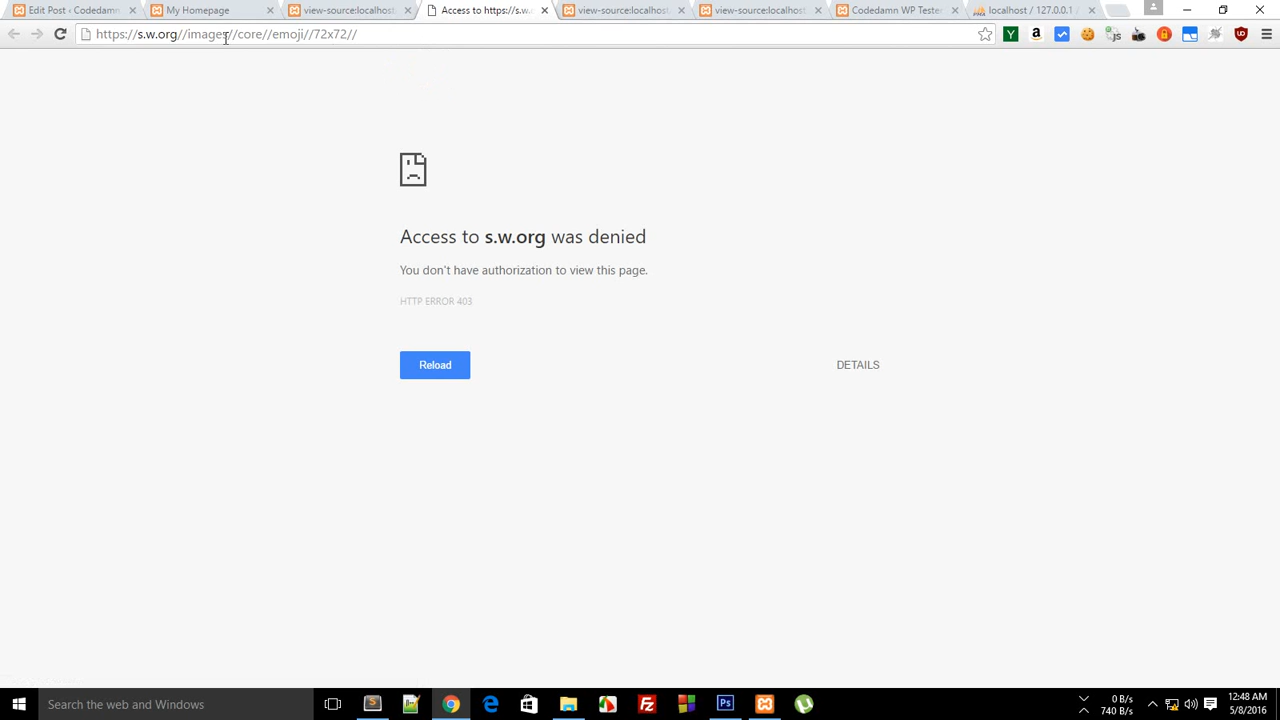 Edit Post ‹ Codedamn
My Homepage
view-source:localhost
Access to https://s.w.
view-source:localhost
view-source:localhost
Codedamn WP Tester
localhost / 127.0.0.1
https://s.w.org//images//core//emoji//72x72//
Access to s.w.org was denied
You don't have authorization to view this page.
HTTP ERROR 403
Reload
DETAILS
Search the web and Windows
0 B/s
740 B/s
12:48 AM
5/8/2016